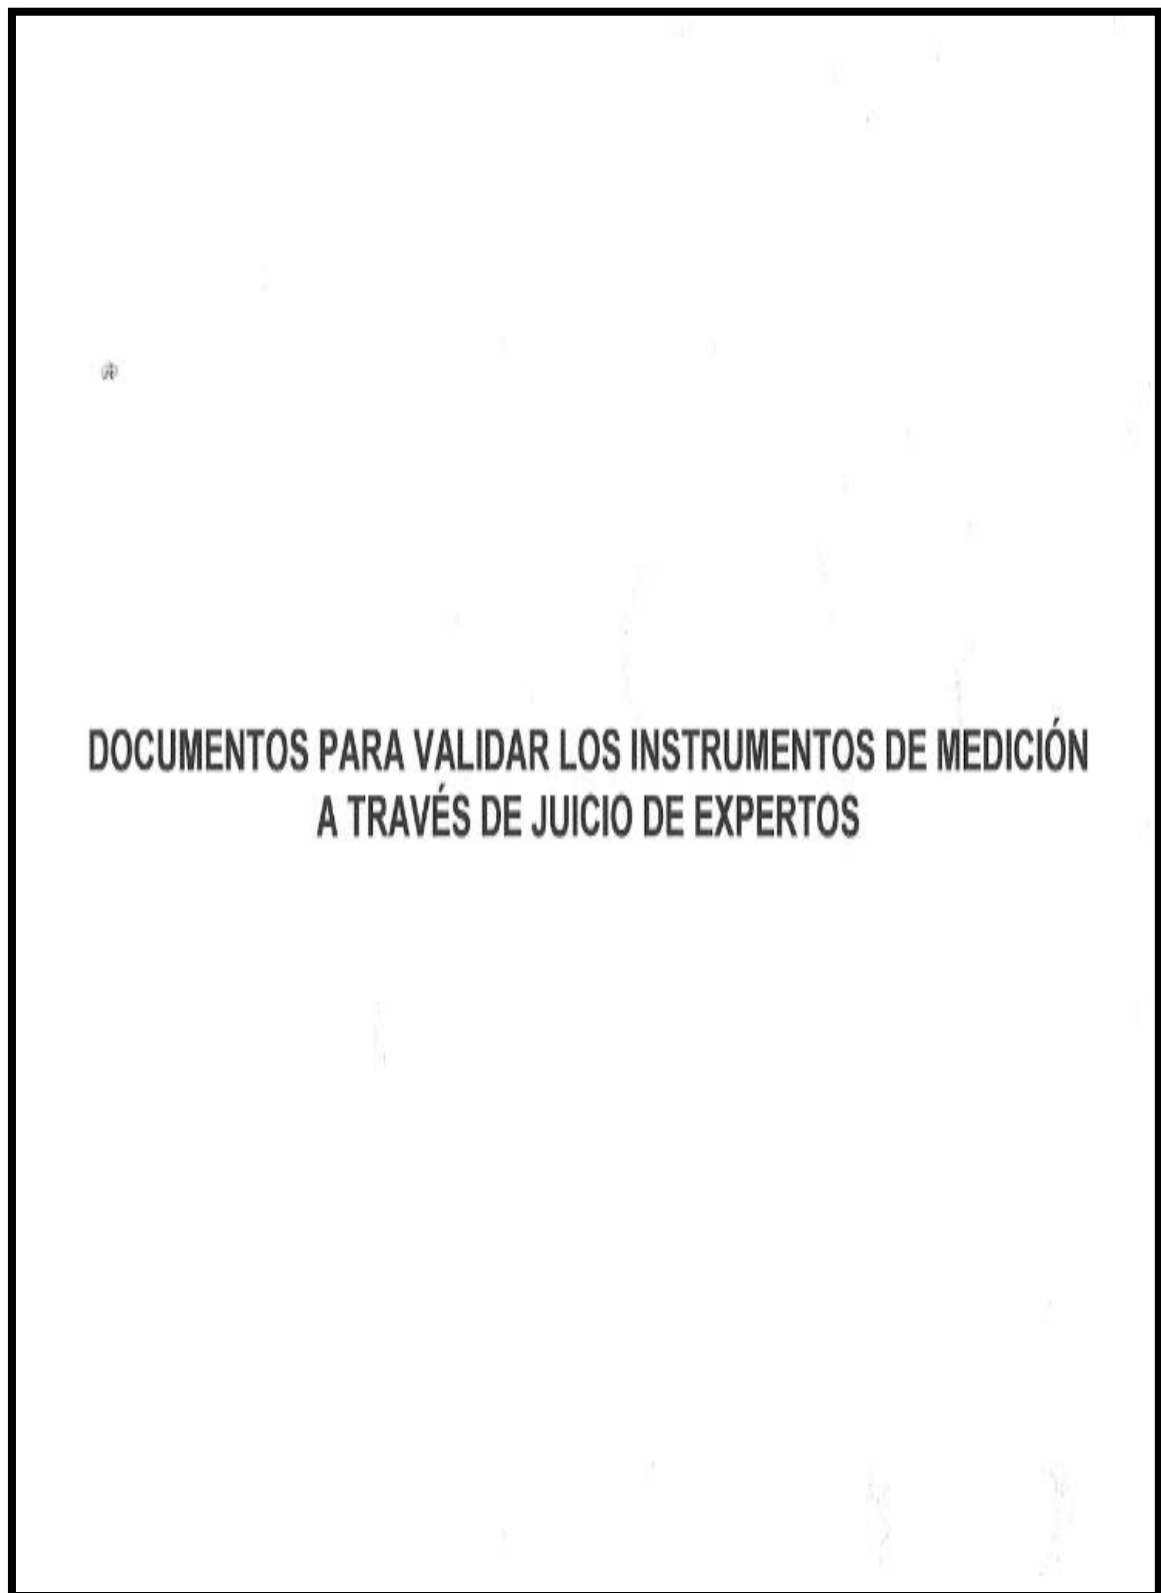 DOCUMENTOS PARA VALIDAR LOS INSTRUMENTOS DE MEDICIÓN
A TRAVÉS DE JUICIO DE EXPERTOS